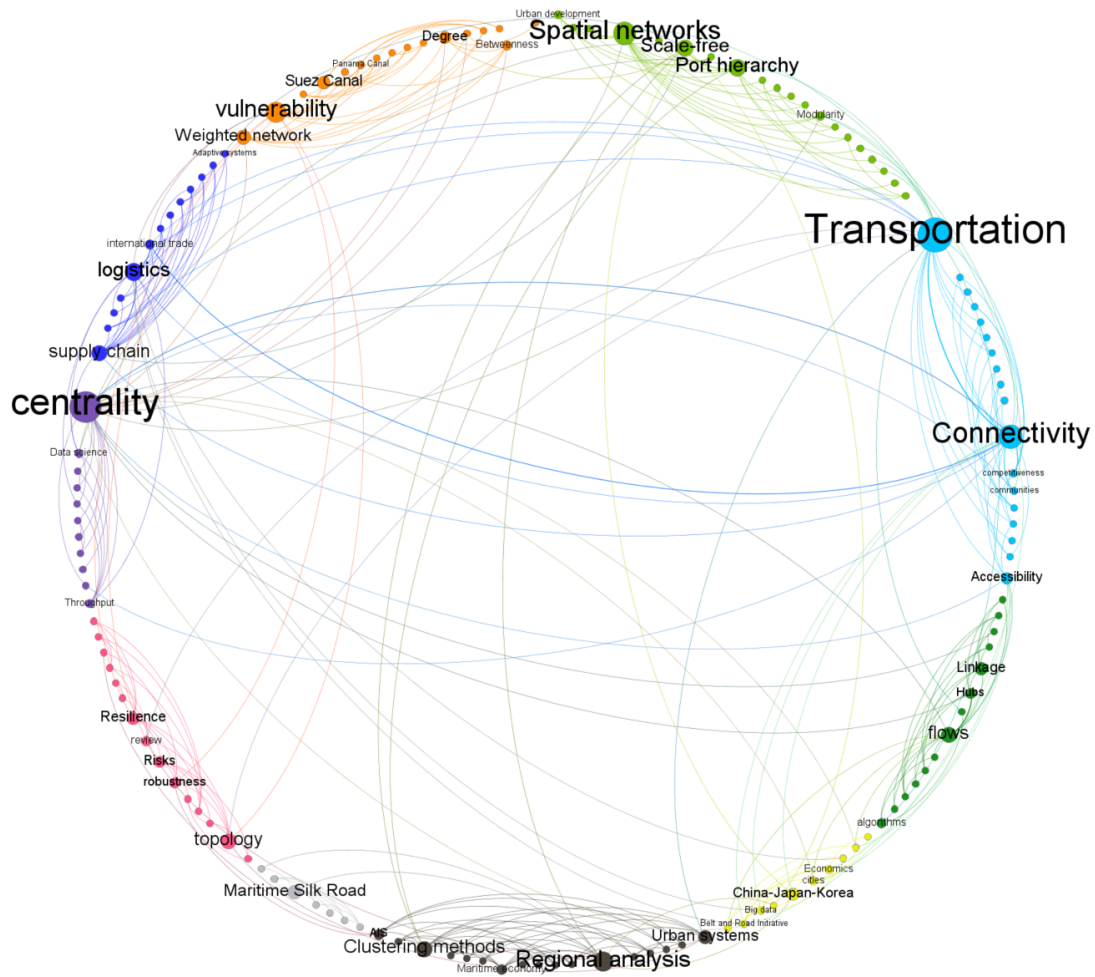 Urban development
Spatial networks
Degree
Scale-free
Betweenness
Port hierarchy
Panama Canal
Suez Canal
vulnerability
Modularity
Weighted network
Adaptive systems
Transportation
international trade
logistics
supply chain
centrality
Connectivity
Data science
competitiveness
communities
Accessibility
Throughput
Linkage
Hubs
Resilience
flows
review
Risks
robustness
algorithms
topology
Economics
cities
Maritime Silk Road
China-Japan-Korea
Big data
Belt and Road Initiative
AIS
Urban systems
Clustering methods
Regional analysis
Maritime economy